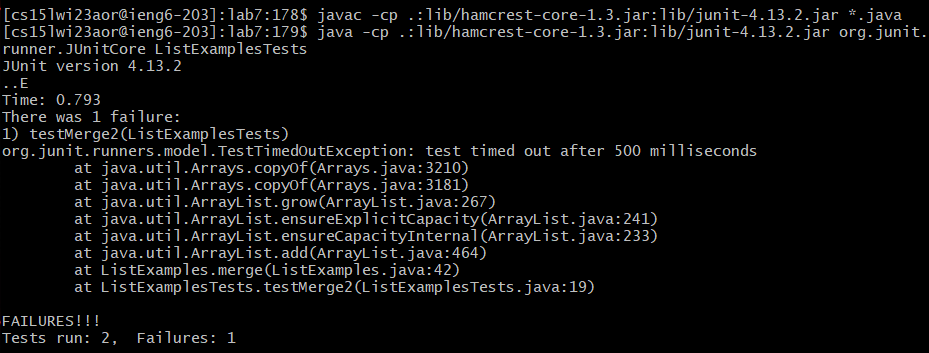 [cs15lwi23aor@ieng6-203]:lab7:178$ javac -cp .:lib/hamcrest-core-1.3.jar:lib/junit-4.13.2.jar *.java
[cs15lwi23aor@ieng6-203]:lab7:179$ java -cp .:lib/hamcrest-core-1.3.jar:lib/junit-4.13.2.jar org.junit.
runner.JUnitCore ListExamplesTests
JUnit version 4.13.2
..E
Time: 0.793
There was 1 failure:
1) testMerge2(ListExamplesTests)
org.junit.runners.model.TestTimedOutException: test timed out after 500 milliseconds
        at java.util.Arrays.copyOf(Arrays.java:3210)
        at java.util.Arrays.copyOf(Arrays.java:3181)
        at java.util.ArrayList.grow(ArrayList.java:267)
        at java.util.ArrayList.ensureExplicitCapacity(ArrayList.java:241)
        at java.util.ArrayList.ensureCapacityInternal(ArrayList.java:233)
        at java.util.ArrayList.add(ArrayList.java:464)
        at ListExamples.merge(ListExamples.java:42)
        at ListExamplesTests.testMerge2(ListExamplesTests.java:19)

FAILURES!!!
Tests run: 2,  Failures: 1